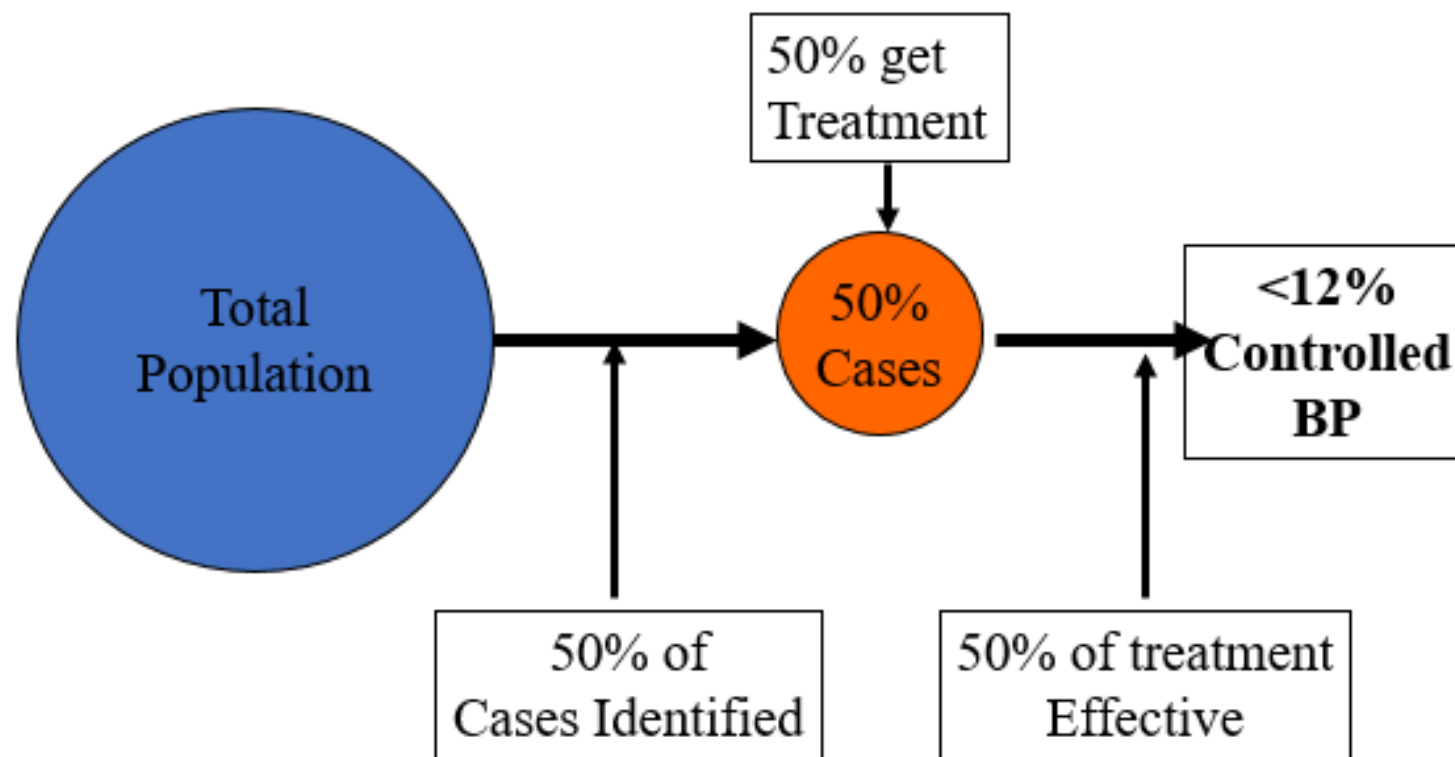 50% get
Treatment
Total
Population
50%
Cases
<12%
Controlled
BP
50% of
Cases Identified
50% of treatment
Effective